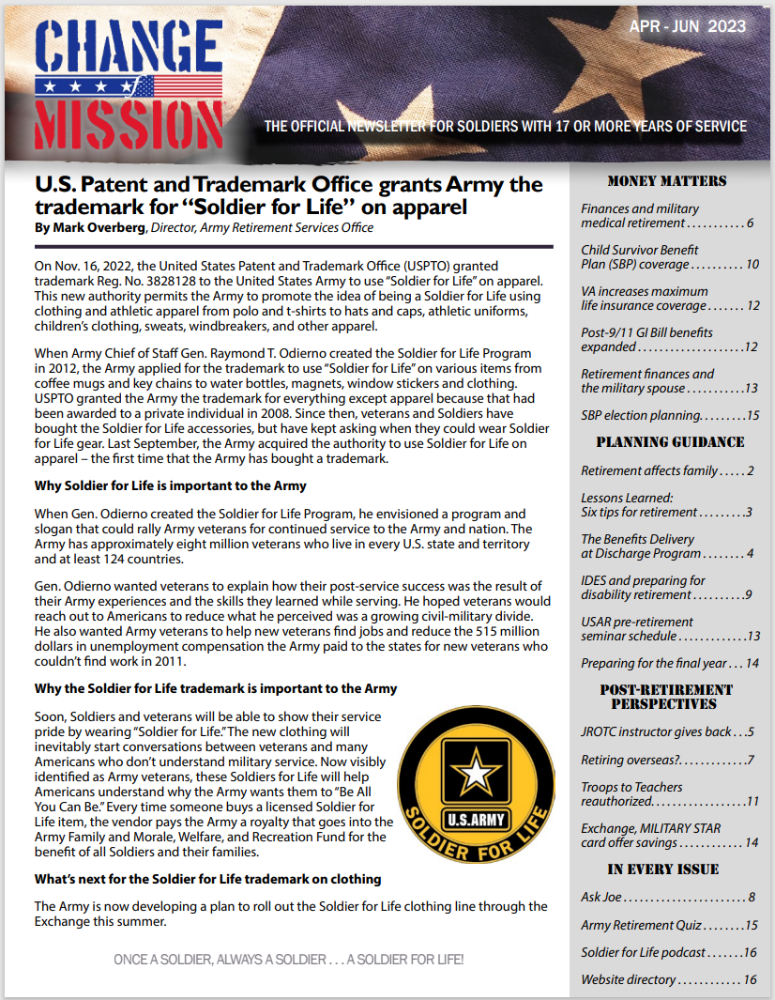 CHANGE
of
MISSION
APR - JUN 2023
THE OFFICIAL NEWSLETTER FOR SOLDIERS WITH 17 OR MORE YEARS OF SERVICE
U.S. Patent and Trademark Office grants Army the
trademark for “Soldier for Life” on apparel
By Mark Overberg, Director, Army Retirement Services Office
On Nov. 16, 2022, the United States Patent and Trademark Office (USPTO) granted
trademark Reg. No. 3828128 to the United States Army to use “Soldier for Life” on apparel.
This new authority permits the Army to promote the idea of being a Soldier for Life using
clothing and athletic apparel from polo and t-shirts to hats and caps, athletic uniforms,
children’s clothing, sweats, windbreakers, and other apparel.
When Army Chief of Staff Gen. Raymond T. Odierno created the Soldier for Life Program
in 2012, the Army applied for the trademark to use “Soldier for Life” on various items from
coffee mugs and key chains to water bottles, magnets, window stickers and clothing.
USPTO granted the Army the trademark for everything except apparel because that had
been awarded to a private individual in 2008. Since then, veterans and Soldiers have
bought the Soldier for Life accessories, but have kept asking when they could wear Soldier
for Life gear. Last September, the Army acquired the authority to use Soldier for Life on
apparel – the first time that the Army has bought a trademark.
Why Soldier for Life is important to the Army
When Gen. Odierno created the Soldier for Life Program, he envisioned a program and
slogan that could rally Army veterans for continued service to the Army and nation. The
Army has approximately eight million veterans who live in every U.S. state and territory
and at least 124 countries.
Gen. Odierno wanted veterans to explain how their post-service success was the result of
their Army experiences and the skills they learned while serving. He hoped veterans would
reach out to Americans to reduce what he perceived was a growing civil-military divide.
He also wanted Army veterans to help new veterans find jobs and reduce the 515 million
dollars in unemployment compensation the Army paid to the states for new veterans who
couldn’t find work in 2011.
Why the Soldier for Life trademark is important to the Army
Soon, Soldiers and veterans will be able to show their service
pride by wearing “Soldier for Life.” The new clothing will
inevitably start conversations between veterans and many
Americans who don’t understand military service. Now visibly
identified as Army veterans, these Soldiers for Life will help
Americans understand why the Army wants them to “Be All
You Can Be.” Every time someone buys a licensed Soldier for
Life item, the vendor pays the Army a royalty that goes into the
Army Family and Morale, Welfare, and Recreation Fund for the
benefit of all Soldiers and their families.
U.S.ARMY
SOLDIER FOR LIFE
What’s next for the Soldier for Life trademark on clothing
The Army is now developing a plan to roll out the Soldier for Life clothing line through the
Exchange this summer.
ONCE A SOLDIER, ALWAYS A SOLDIER . . . A SOLDIER FOR LIFE!
MONEY MATTERS
Finances and military
medical retirement . . . . . . . . . . . 6
Child Survivor Benefit
Plan (SBP) coverage . . . . . . . . . . 10
VA increases maximum
life insurance coverage . . . . . . . 12
Post-9/11 GI Bill benefits
expanded . . . . . . . . . . . . . . . . . . . . 12
Retirement finances and
the military spouse . . . . . . . . . . . 13
SBP election planning. . . . . . . . . 15
PLANNING GUIDANCE
Retirement affects family . . . . . 2
Lessons Learned:
Six tips for retirement . . . . . . . . . 3
The Benefits Delivery
at Discharge Program . . . . . . . . 4
IDES and preparing for
disability retirement . . . . . . . . . . 9
USAR pre-retirement
seminar schedule . . . . . . . . . . . . . 13
Preparing for the final year . . . 14
POST-RETIREMENT
PERSPECTIVES
JROTC instructor gives back . . . 5
Retiring overseas?. . . . . . . . . . . . . 7
Troops to Teachers
reauthorized. . . . . . . . . . . . . . . . . . 11
Exchange, MILITARY STAR
card offer savings . . . . . . . . . . . . 14
IN EVERY ISSUE
Ask Joe . . . . . . . . . . . . . . . . . . . . . . . 8
Army Retirement Quiz . . . . . . . . 15
Soldier for Life podcast . . . . . . . 16
Website directory . . . . . . . . . . . . 16